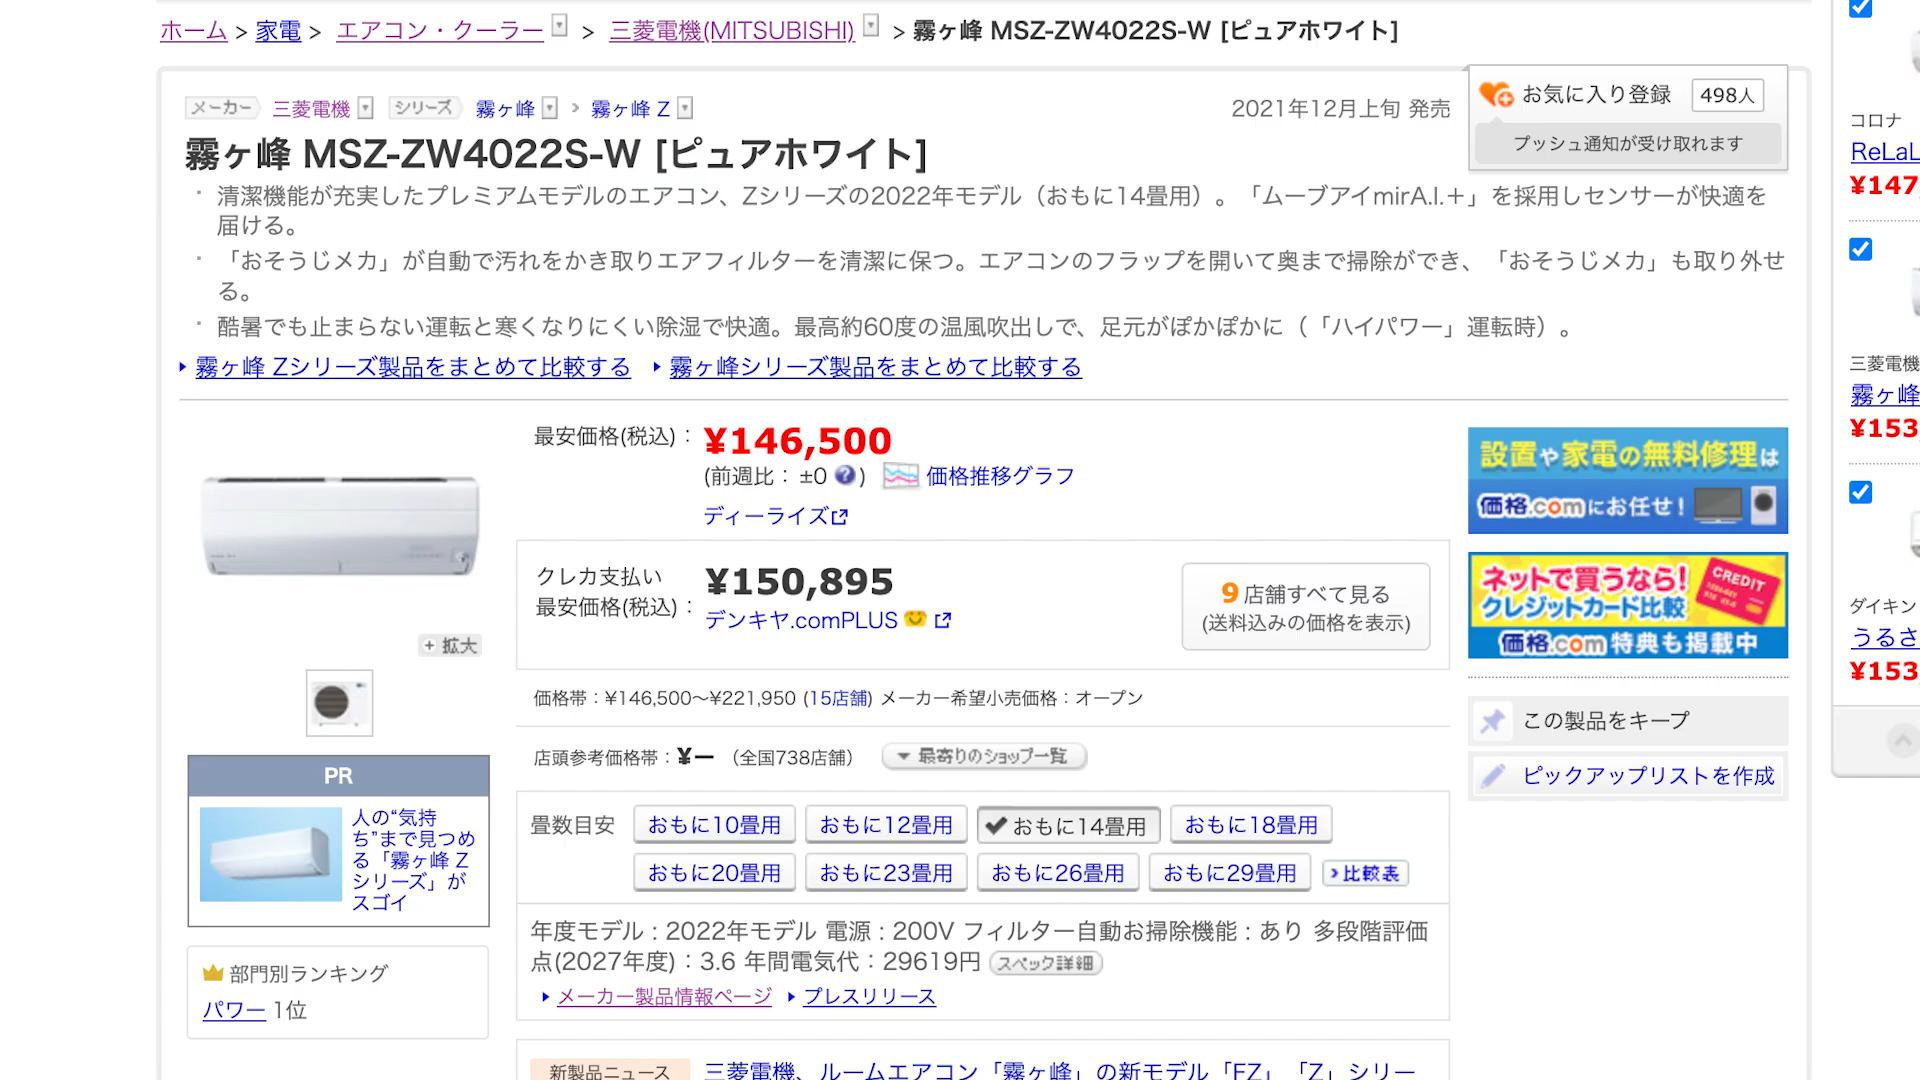 ホーム > 家電 > エアコン・クーラー > 三菱電機(MITSUBISHI) > 霧ヶ峰 MSZ-ZW4022S-W [ピュアホワイト]
メーカー 三菱電機 シリーズ 霧ヶ峰 > 霧ヶ峰 Z
2021年12月上旬 発売
お気に入り登録 498人
プッシュ通知が受け取れます
霧ヶ峰 MSZ-ZW4022S-W [ピュアホワイト]
・清潔機能が充実したプレミアムモデルのエアコン、Zシリーズの2022年モデル（おもに14畳用）。「ムーブアイmirA.I.＋」を採用しセンサーが快適を
届ける。
・「おそうじメカ」が自動で汚れをかき取りエアフィルターを清潔に保つ。エアコンのフラップを開いて奥まで掃除ができ、「おそうじメカ」も取り外せ
る。
・酷暑でも止まらない運転と寒くなりにくい除湿で快適。最高約60度の温風吹出しで、足元がぽかぽかに（「ハイパワー」運転時）。
霧ヶ峰 Zシリーズ製品をまとめて比較する 霧ヶ峰シリーズ製品をまとめて比較する
+ 拡大
PR
人の“気持
ち”まで見つめ
る「霧ヶ峰 Z
シリーズ」が
スゴイ
部門別ランキング
パワー 1位
最安価格(税込)： ¥146,500
(前週比： ±0 ?) 価格推移グラフ
ディーライズ
クレカ支払い
最安価格(税込)：
¥150,895
デンキヤ.comPLUS
9店舗すべて見る
(送料込みの価格を表示)
価格帯：¥146,500～¥221,950 (15店舗) メーカー希望小売価格：オープン
店頭参考価格帯：¥ー （全国738店舗） 最寄りのショップ一覧
畳数目安 おもに10畳用 おもに12畳用 おもに14畳用 おもに18畳用
おもに20畳用 おもに23畳用 おもに26畳用 おもに29畳用 比較表
年度モデル : 2022年モデル 電源 : 200V フィルター自動お掃除機能 : あり 多段階評価
点(2027年度)：3.6 年間電気代：29619円 スペック詳細
メーカー製品情報ページ プレスリリース
新製品ニュース 三菱電機、ルームエアコン「霧ヶ峰」の新モデル「FZ」「Z」シリー
設置や家電の無料修理は
価格.comにお任せ！
ネットで買うなら!
クレジットカード比較
CREDIT
価格.com 特典も掲載中
この製品をキープ
ピックアップリストを作成
コロナ
ReLaL
¥147
三菱電機
霧ヶ峰
¥153
ダイキン
うるさ
¥153